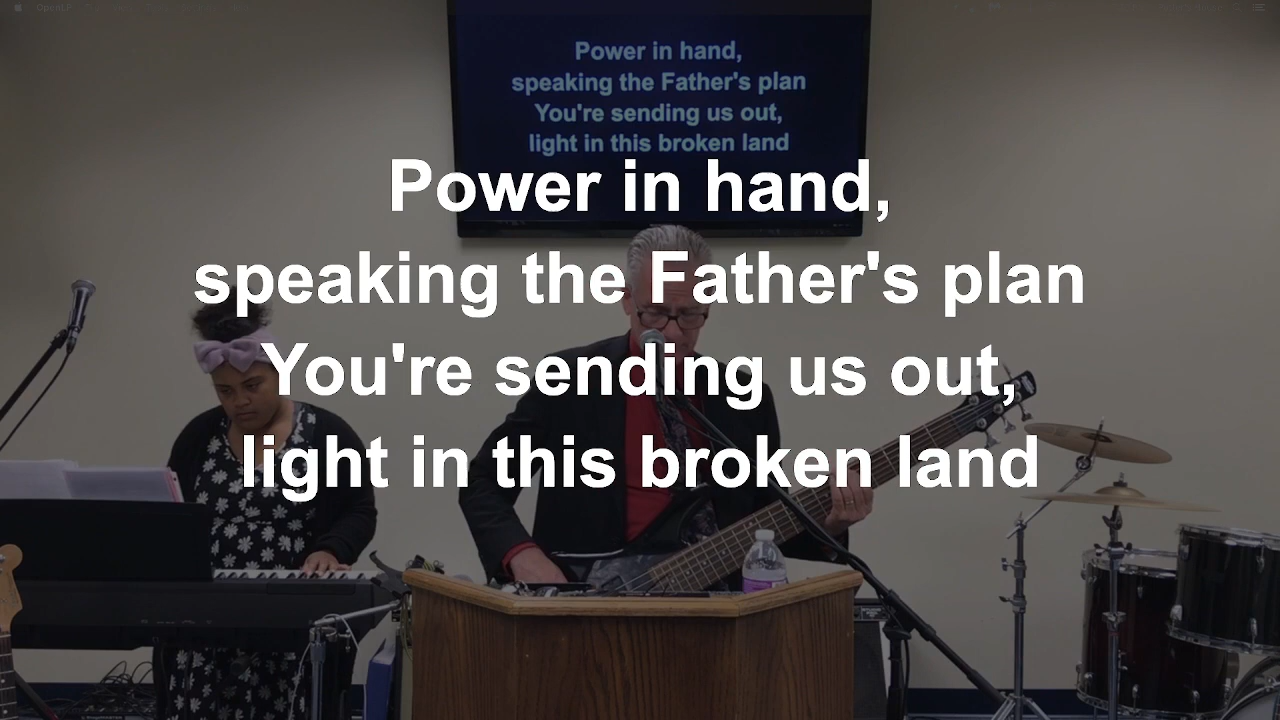 Power in hand,
speaking the Father's plan
You're sending us out,
light in this broken land
Power in hand,
speaking the Father's plan
You're sending us out,
light in this broken land